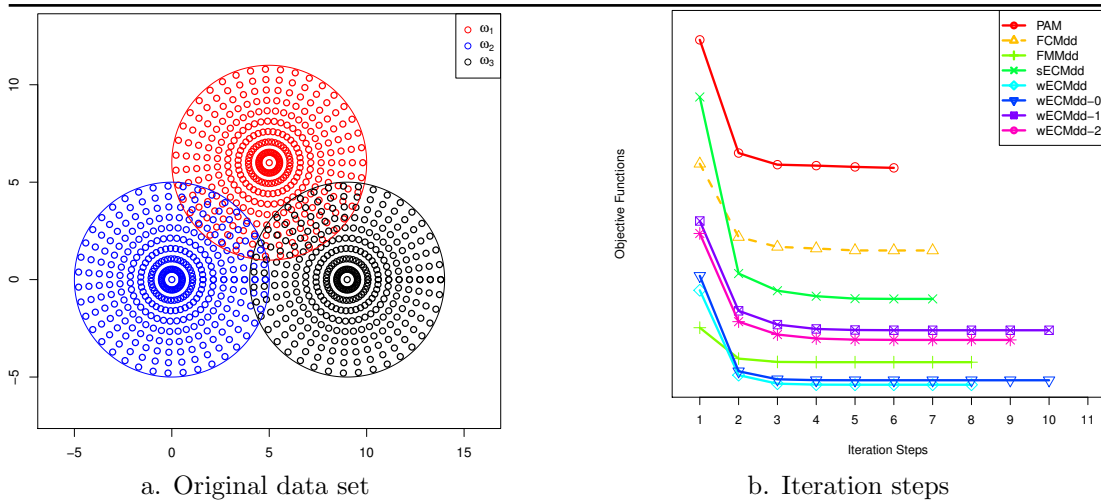 ω1
ω2
ω3
10
5
0
−5
−5
0
5
10
15
a. Original data set
PAM
FCMdd
FMMdd
sECMdd
wECMdd
wECMdd-0
wECMdd-1
wECMdd-2
Objective Functions
1
2
3
4
5
6
7
8
9
10
11
Iteration Steps
b. Iteration steps